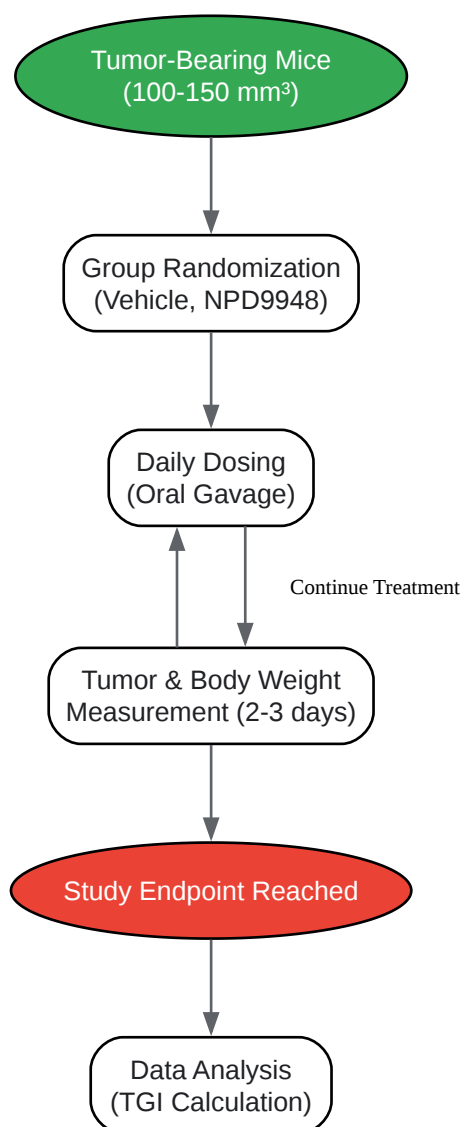 Tumor-Bearing Mice
(100-150 mm³)
Group Randomization
(Vehicle, NPD9948)
Daily Dosing
(Oral Gavage)
Continue Treatment
Tumor & Body Weight
Measurement (2-3 days)
Study Endpoint Reached
Data Analysis
(TGI Calculation)